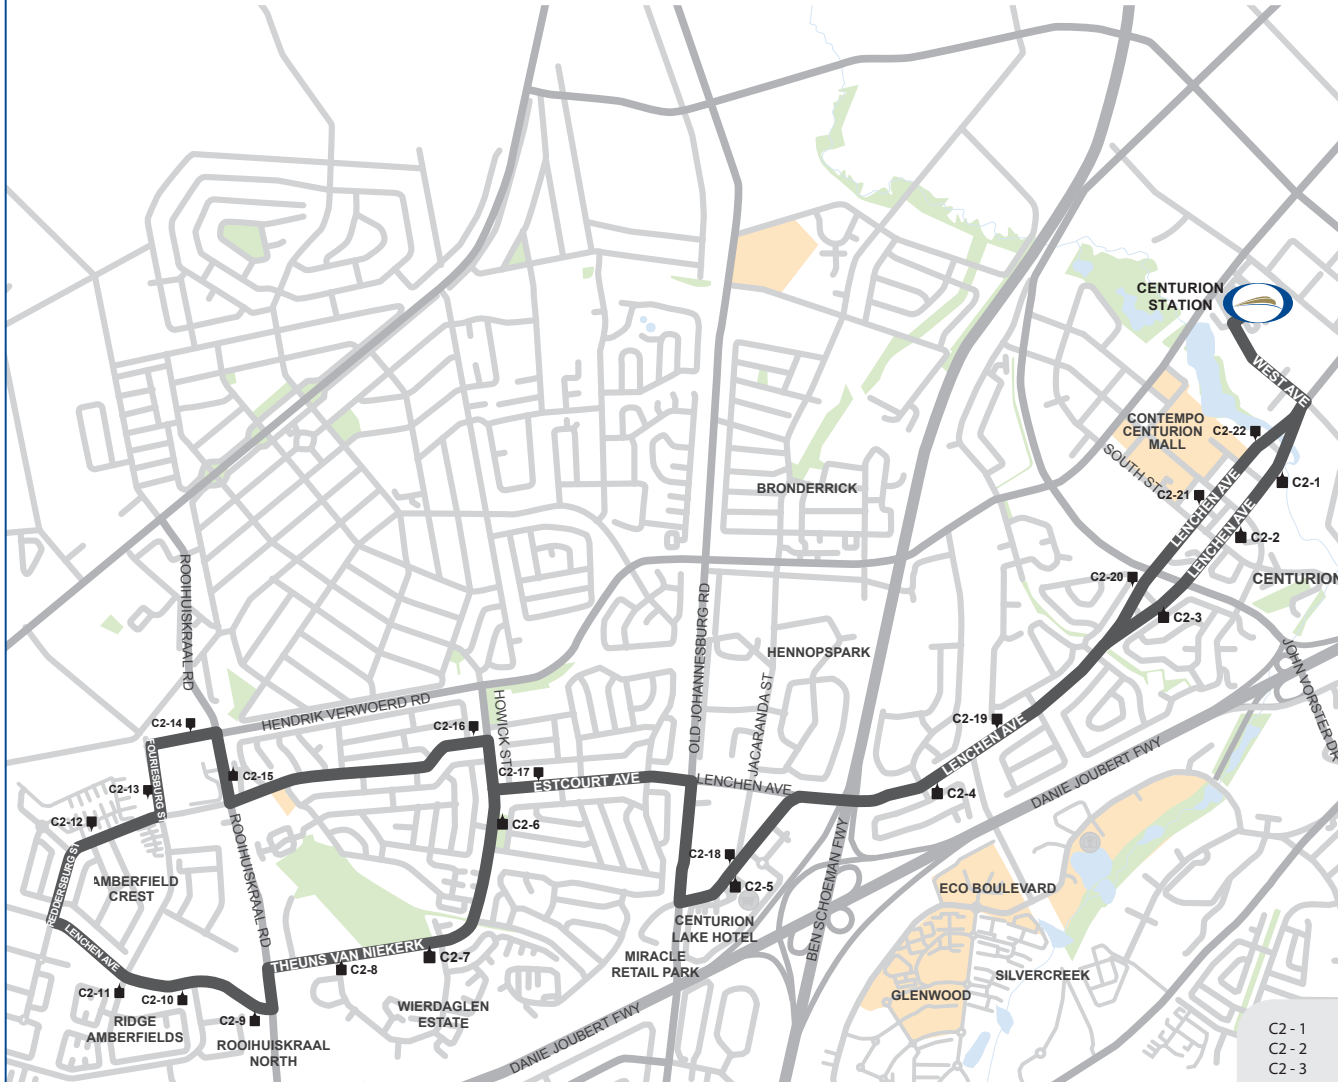 CENTURION
STATION
WEST AVE
CONTEMPO
CENTURION
MALL
C2-22
SOUTH ST
C2-21
C2-1
LENCHEN AVE
LENCHEN AVE
C2-2
BRONDERRICK
C2-20
CENTURION
C2-3
ROOIHUISKRAAL RD
OLD JOHANNESBURG RD
HENNOPSPARK
JOHN VORSTER DR
JACARANDA ST
HENDRIK VERWOERD RD
HOWICK ST
C2-14
C2-16
C2-19
LENCHEN AVE
FOURIESBURG ST
C2-15
C2-17
ESTCOURT AVE
LENCHEN AVE
DANIE JOUBERT FWY
C2-13
C2-4
C2-12
ROOIHUISKRAAL RD
C2-6
BEN SCHOEMAN FWY
REDDERSBURG ST
C2-18
AMBERFIELD
CREST
C2-5
ECO BOULEVARD
CENTURION
LAKE HOTEL
LENCHEN AVE
THEUNS VAN NIEKERK
C2-7
C2-8
MIRACLE
RETAIL PARK
SILVERCREEK
C2-11
C2-10
GLENWOOD
WIERDAGLEN
ESTATE
C2-9
RIDGE
AMBERFIELDS
ROOIHUISKRAAL
NORTH
DANIE JOUBERT FWY
C2 - 1
C2 - 2
C2 - 3